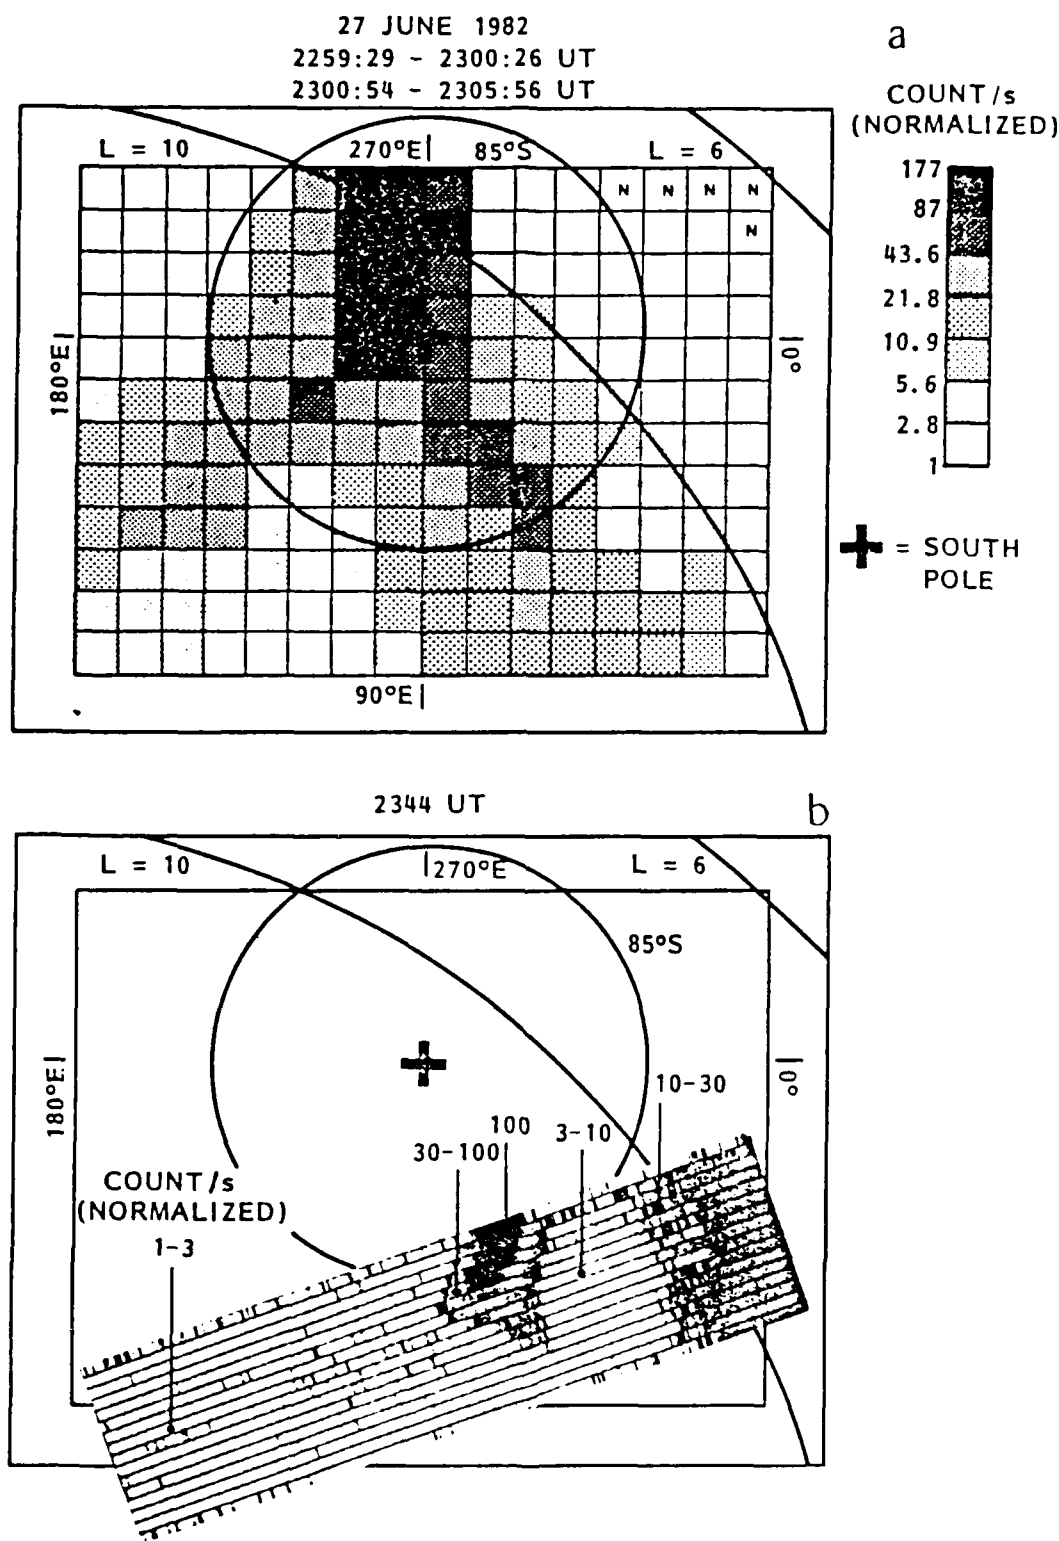 27 JUNE 1982
2259:29 - 2300:26 UT
2300:54 - 2305:56 UT
a
COUNT/s
(NORMALIZED)
L = 10
270°E
85°S
L = 6
N N N N
N
177
87
43.6
21.8
10.9
5.6
2.8
1
180°E
0°
= SOUTH
POLE
90°E
2344 UT
b
L = 10
270°E
L = 6
85°S
180°E
0°
10-30
100
3-10
30-100
COUNT/s
(NORMALIZED)
1-3